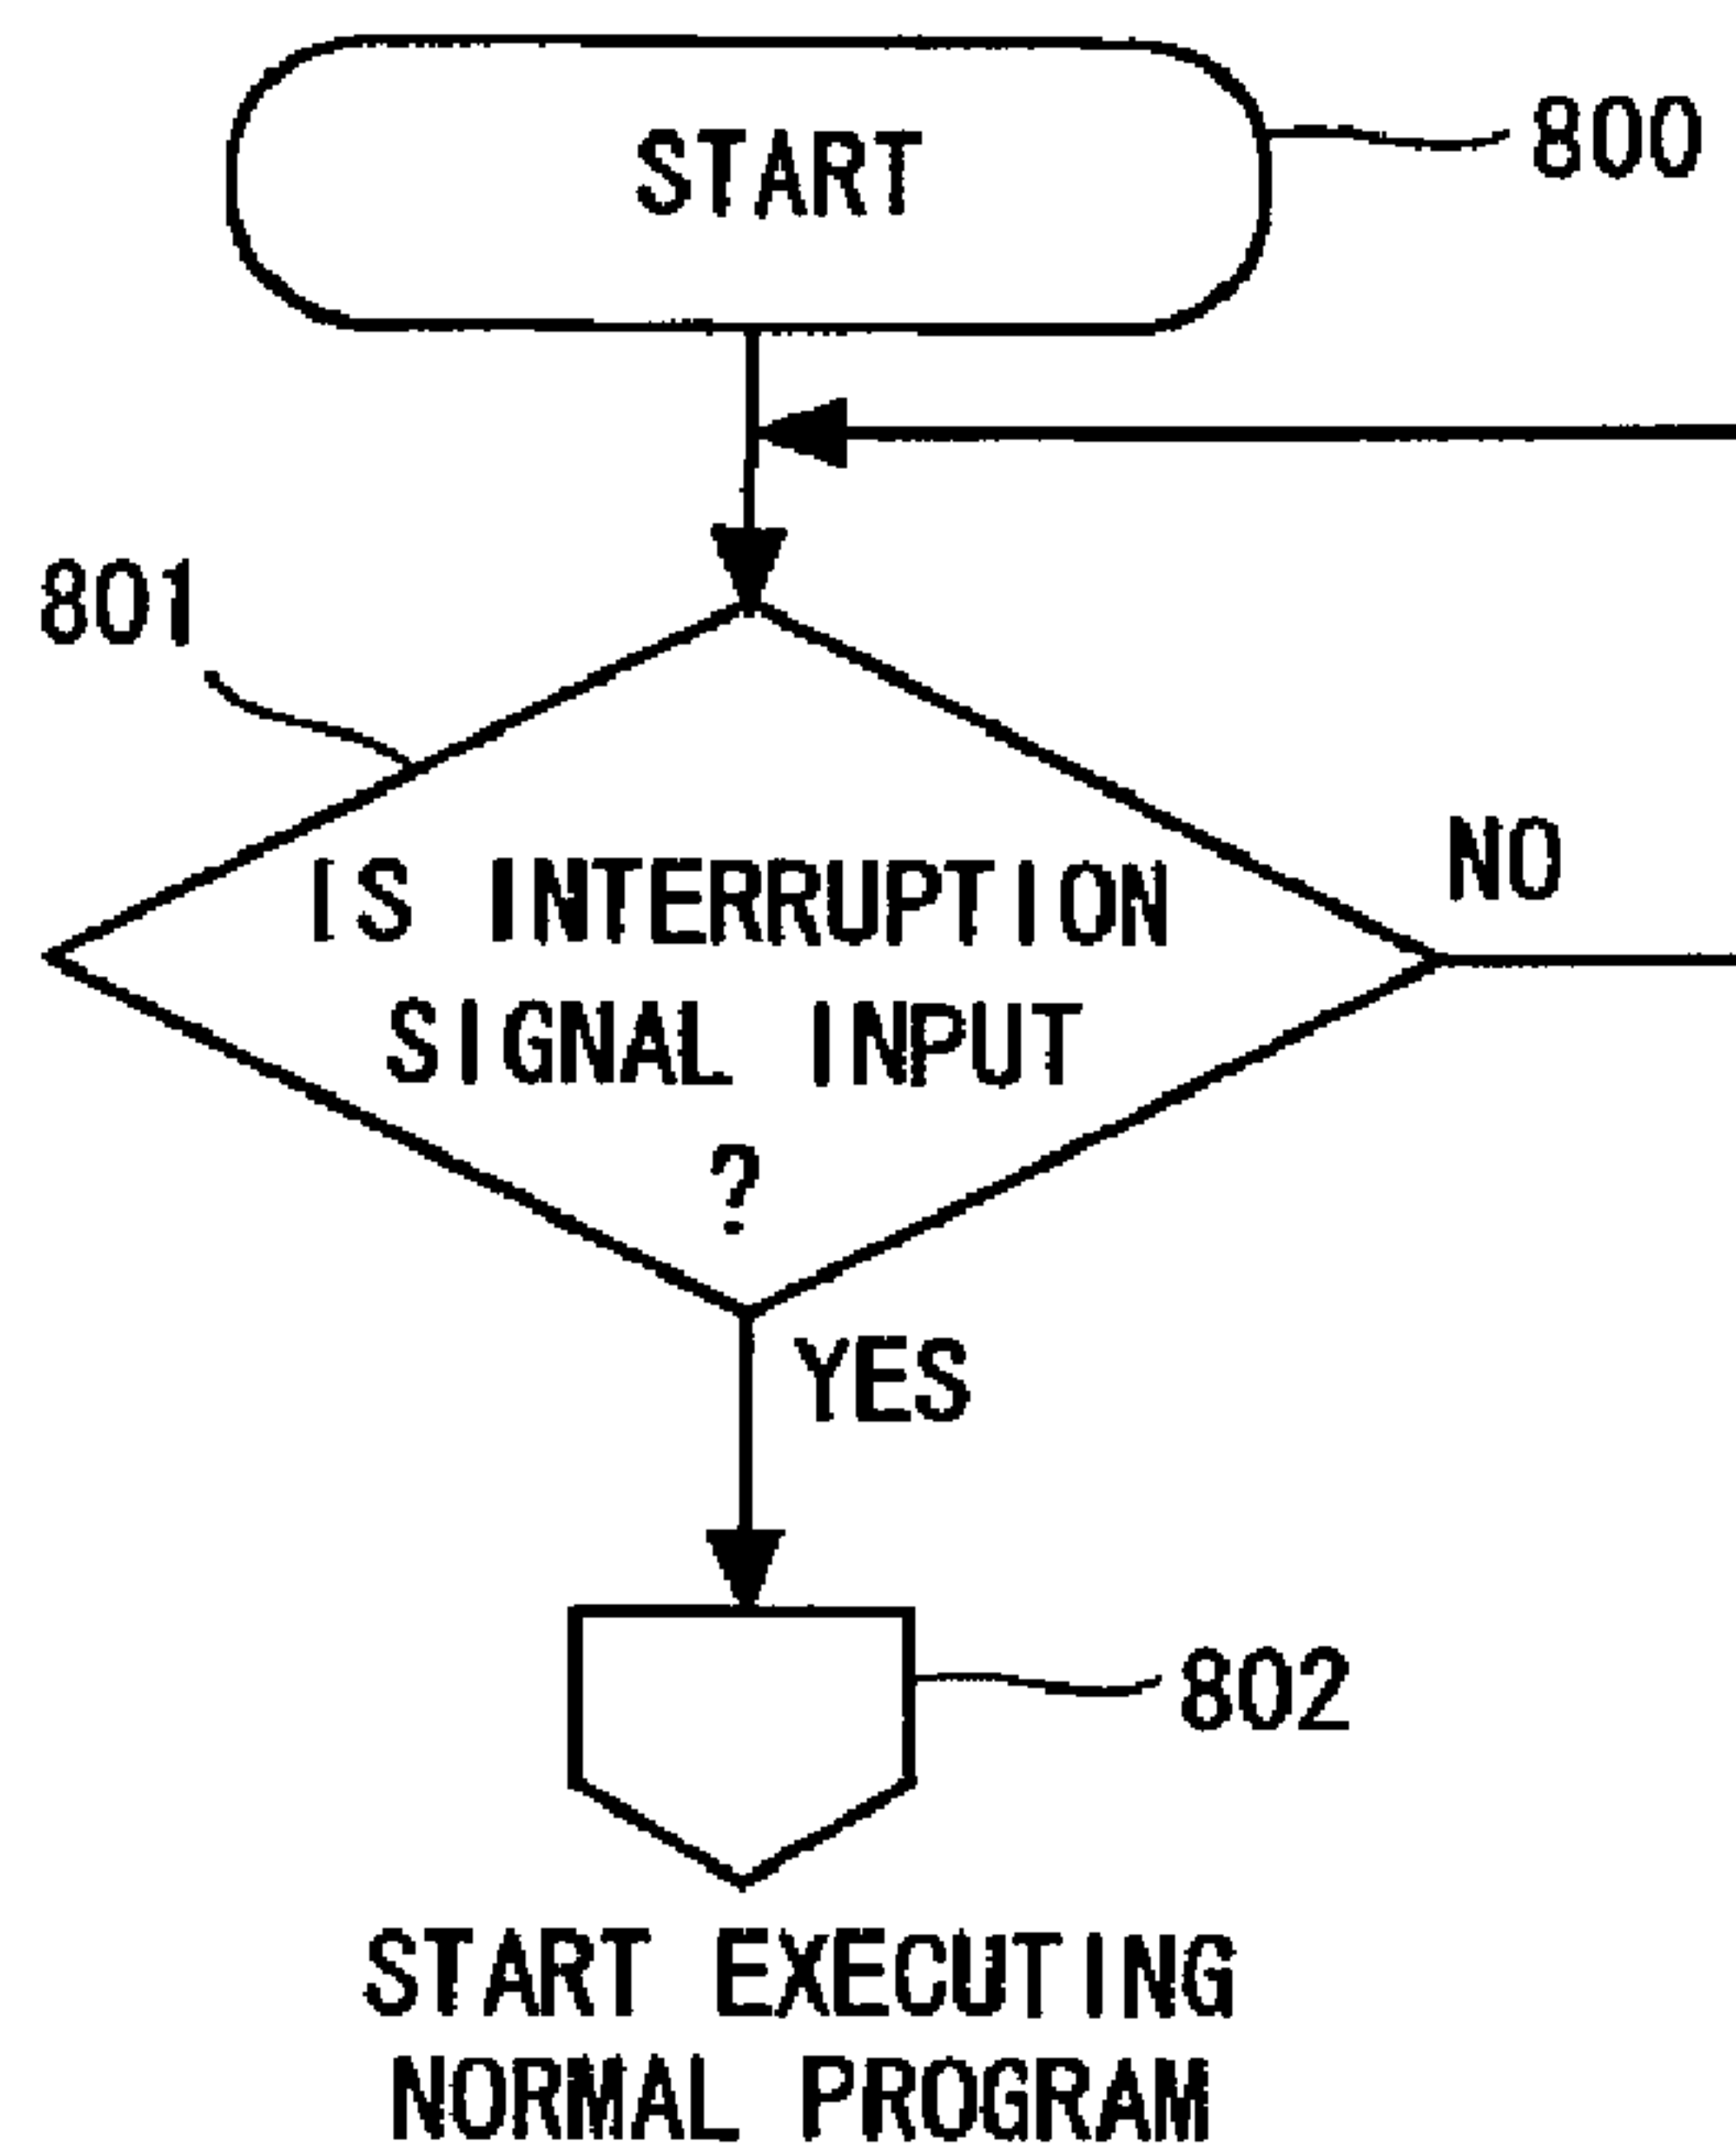 START
800
801
IS INTERRUPTION
SIGNAL INPUT
?
NO
YES
802
START EXECUTING
NORMAL PROGRAM